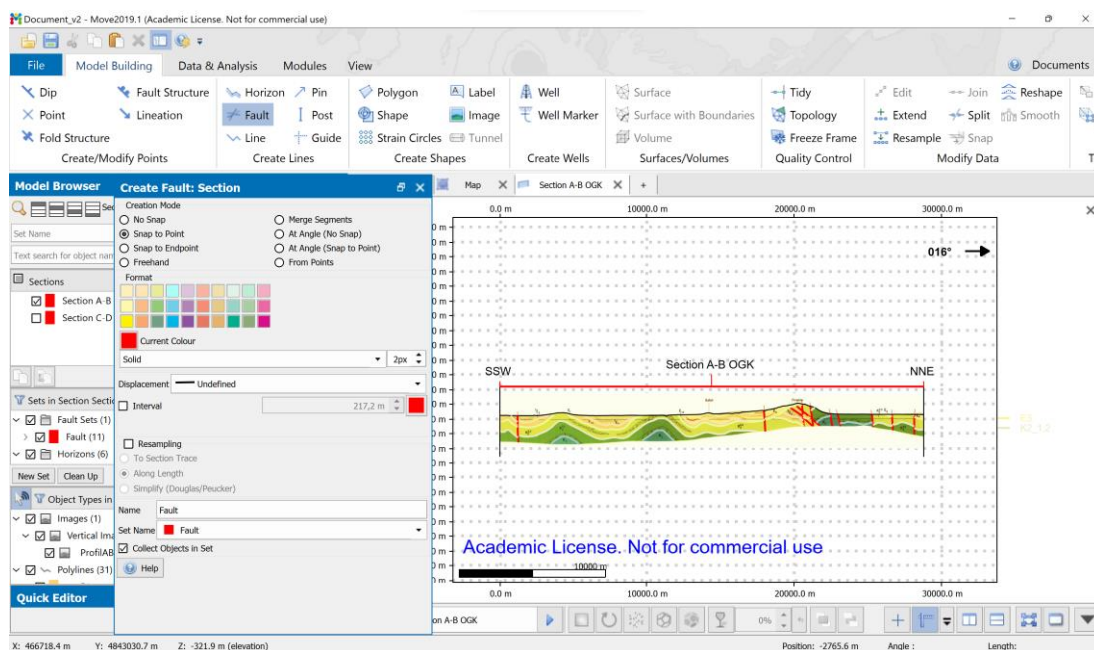 Document_v2 - Move2019.1 (Academic License. Not for commercial use)
File Model Building Data & Analysis Modules View Documents
Dip Fault Structure Horizon Pin Polygon Label Well Surface Tidy Edit Join Reshape
Point Lineation Fault Post Shape Image Well Marker Surface with Boundaries Topology Extend Split Smooth
Fold Structure Line Guide Strain Circles Tunnel Volume Freeze Frame Resample Snap
Create/Modify Points Create Lines Create Shapes Create Wells Surfaces/Volumes Quality Control Modify Data
Model Browser
Set Name
Text search for object nam
Sections
Section A-B
Section C-D
Sets in Section Sectic
Fault Sets (1)
Fault (11)
Horizons (6)
New Set Clean Up
Object Types in
Images (1)
Vertical Ima
ProfilAB
Polylines (31)
Quick Editor
Create Fault: Section
Creation Mode
No Snap Merge Segments
Snap to Point At Angle (No Snap)
Snap to Endpoint At Angle (Snap to Point)
Freehand From Points
Format
Current Colour
Solid 2px
Displacement Undefined
Interval 217,2 m
Resampling
To Section Trace
Along Length
Simplify (Douglas/Peucker)
Name Fault
Set Name Fault
Collect Objects in Set
Help
Map Section A-B OGK +
0.0 m 10000.0 m 20000.0 m 30000.0 m
016°
Section A-B OGK
SSW NNE
K2_1,2
Academic License. Not for commercial use
10000 m
0.0 m 10000.0 m 20000.0 m 30000.0 m
on A-B OGK 0%
X: 466718.4 m Y: 4843030.7 m Z: -321.9 m (elevation) Position: -2765.6 m Angle : Length: